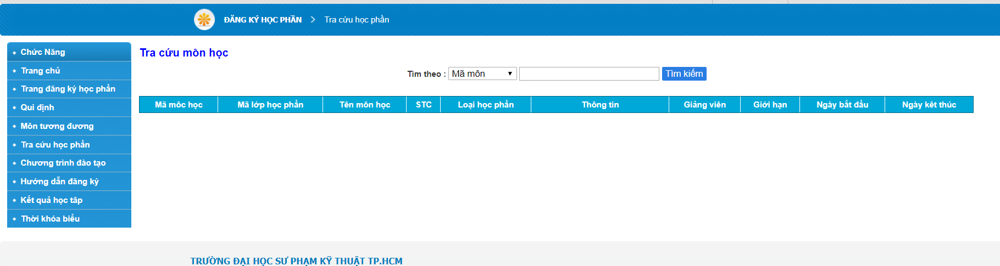 ĐĂNG KÝ HỌC PHẦN > Tra cứu học phần
Chức Năng
Trang chủ
Trang đăng ký học phần
Qui định
Môn tương đương
Tra cứu học phần
Chương trình đào tạo
Hướng dẫn đăng ký
Kết quả học tâp
Thời khóa biểu
Tra cứu môn học
Tìm theo : Mã môn Tìm kiếm
Mã môc học Mã lớp học phần Tên môn học STC Loại học phần Thông tin Giảng viên Giới hạn Ngày bắt đầu Ngày kêt thúc
TRƯỜNG ĐẠI HỌC SƯ PHẠM KỸ THUẬT TP.HCM